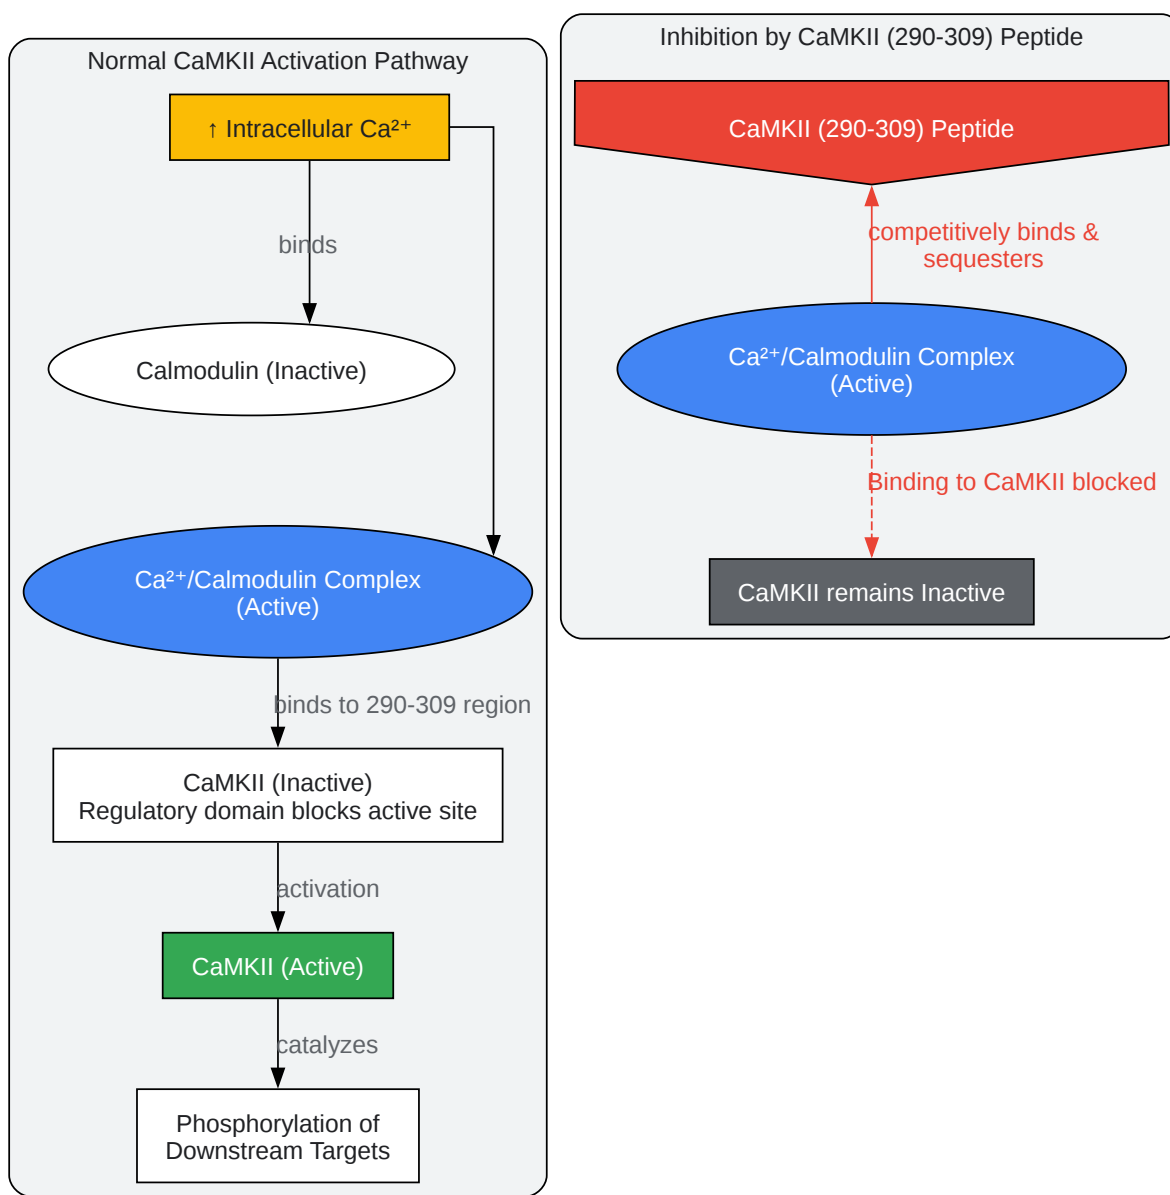 Normal CaMKII Activation Pathway
↑ Intracellular Ca²⁺
binds
Calmodulin (Inactive)
Ca²⁺/Calmodulin Complex
(Active)
binds to 290-309 region
CaMKII (Inactive)
Regulatory domain blocks active site
activation
CaMKII (Active)
catalyzes
Phosphorylation of
Downstream Targets
Inhibition by CaMKII (290-309) Peptide
CaMKII (290-309) Peptide
competitively binds &
sequesters
Ca²⁺/Calmodulin Complex
(Active)
Binding to CaMKII blocked
CaMKII remains Inactive